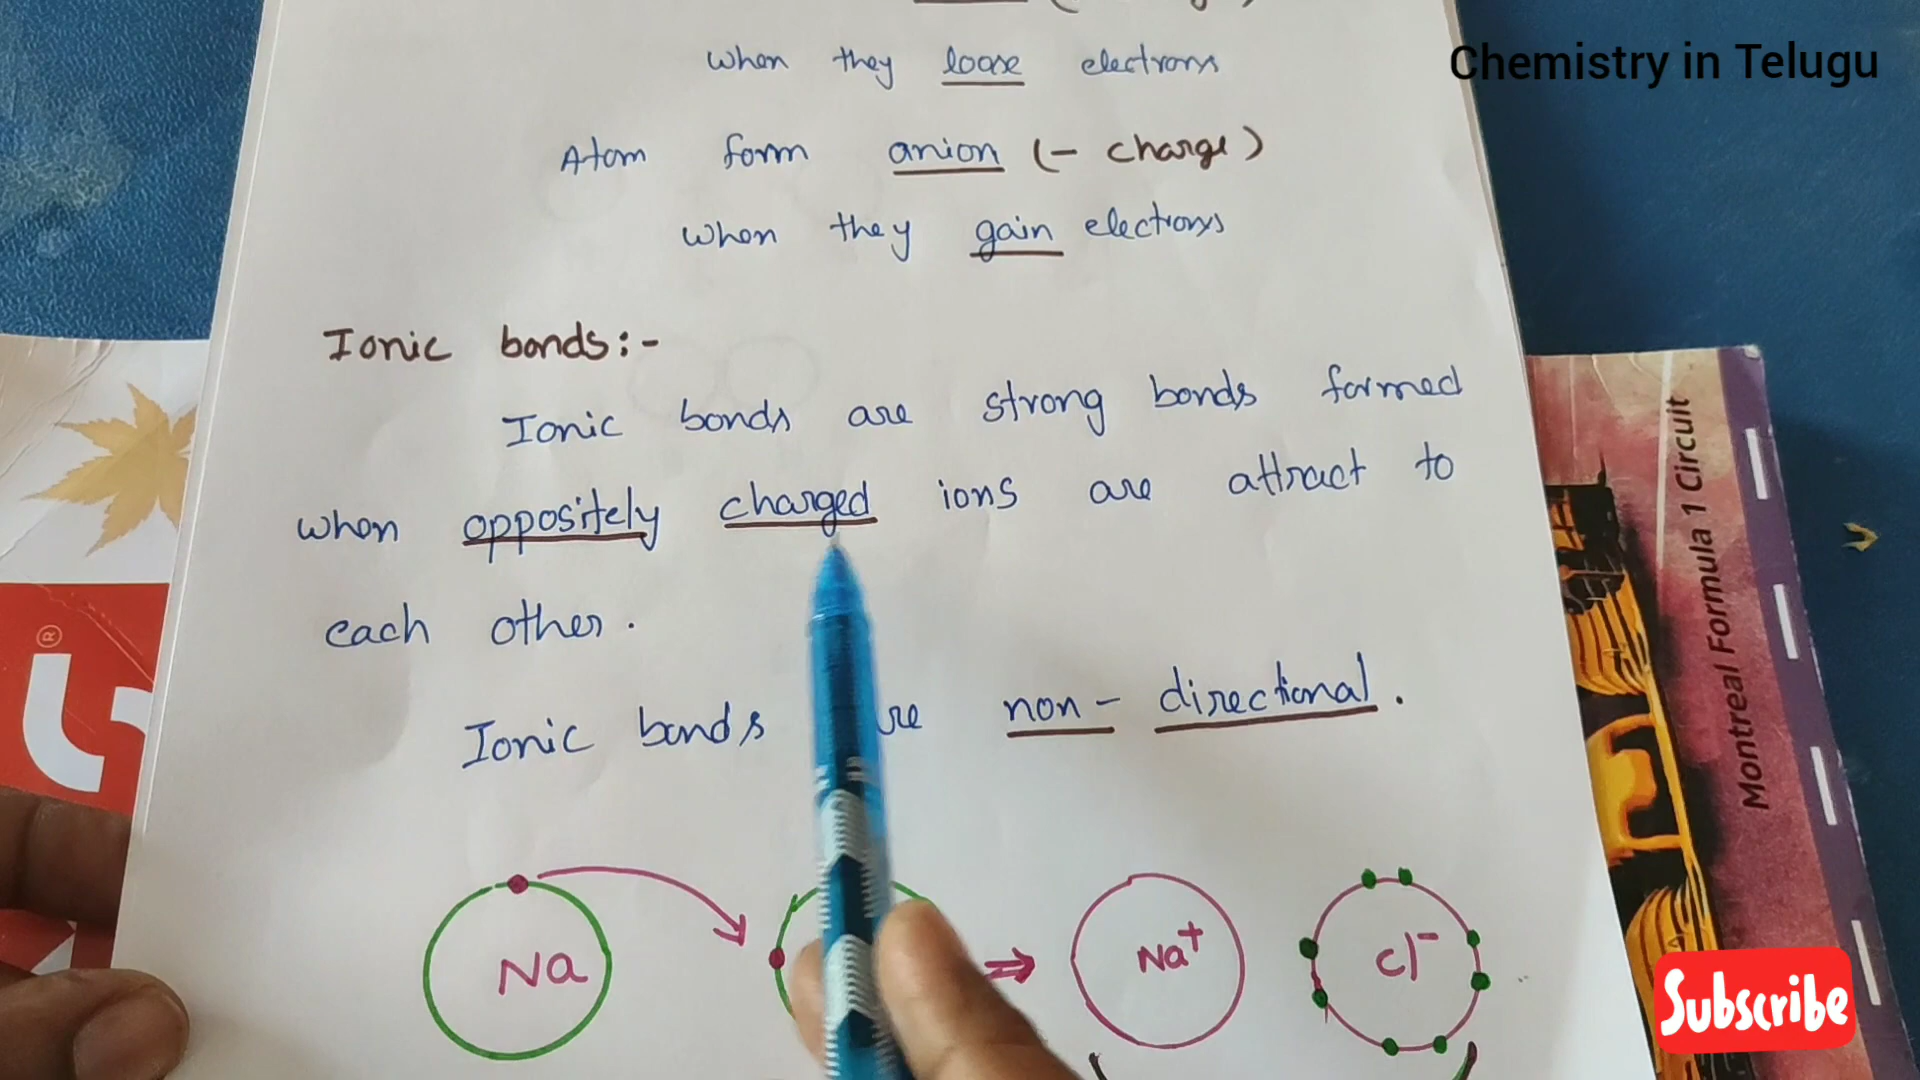 Chemistry in Telugu
when they loose electrons
Atom form anion (- charge)
when they gain electrons
Ionic bonds:-
Ionic bonds are strong bonds formed
when oppositely charged ions are attract to
each other.
Ionic bonds re non-directional.
Na
Na+
Cl-
Montreal Formula 1 Circuit
Subscribe